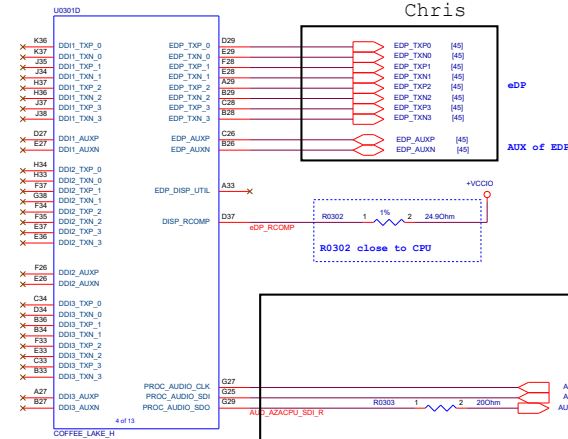 Chris
U0301D
K36 DDI1_TXP_0 EDP_TXP_0 D29 EDP_TXP0 [45]
K37 DDI1_TXN_0 EDP_TXN_0 E29 EDP_TXN0 [45]
J35 DDI1_TXP_1 EDP_TXP_1 F28 EDP_TXP1 [45]
J34 DDI1_TXN_1 EDP_TXN_1 E28 EDP_TXN1 [45]
H37 DDI1_TXP_2 EDP_TXP_2 A29 EDP_TXP2 [45]
H36 DDI1_TXN_2 EDP_TXN_2 B29 EDP_TXN2 [45]
J37 DDI1_TXP_3 EDP_TXP_3 C28 EDP_TXP3 [45]
J38 DDI1_TXN_3 EDP_TXN_3 B28 EDP_TXN3 [45]
eDP
D27 DDI1_AUXP EDP_AUXP C26 EDP_AUXP [45]
E27 DDI1_AUXN EDP_AUXN B26 EDP_AUXN [45]
AUX of EDP
H34 DDI2_TXP_0
H33 DDI2_TXN_0
F37 DDI2_TXP_1 EDP_DISP_UTIL A33
G38 DDI2_TXN_1
F34 DDI2_TXP_2
F35 DDI2_TXN_2 DISP_RCOMP D37 eDP_RCOMP
E37 DDI2_TXP_3
E36 DDI2_TXN_3
+VCCIO
R0302 1 1% 2 24.9Ohm
R0302 close to CPU
F26 DDI2_AUXP
E26 DDI2_AUXN
C34 DDI3_TXP_0
D34 DDI3_TXN_0
B36 DDI3_TXP_1
B34 DDI3_TXN_1
F33 DDI3_TXP_2
E33 DDI3_TXN_2
C33 DDI3_TXP_3
B33 DDI3_TXN_3
PROC_AUDIO_CLK G27 A
A27 DDI3_AUXP PROC_AUDIO_SDI G25 A
B27 DDI3_AUXN PROC_AUDIO_SDO G29 AUD_AZACPU_SDI_R R0303 1 2 20Ohm AU
4 of 13
COFFEE_LAKE_H